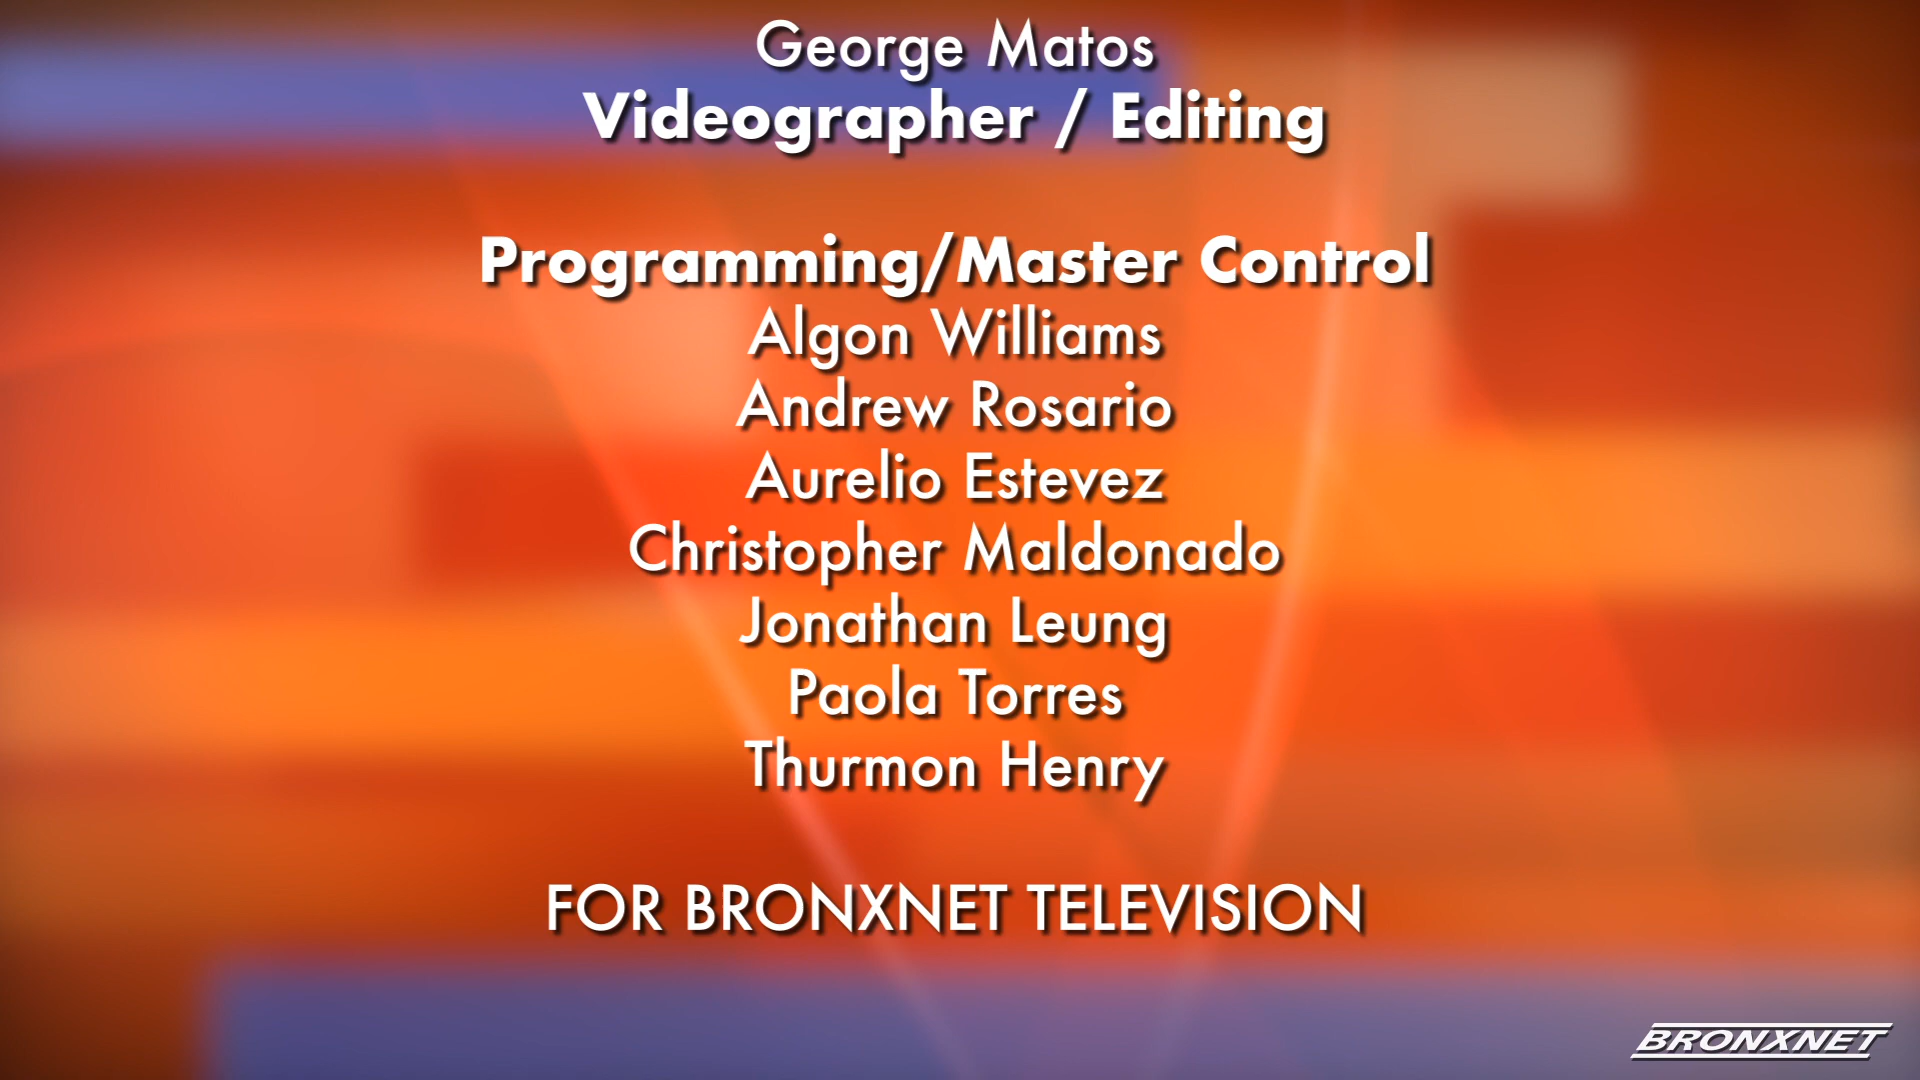 George Matos
Videographer / Editing
Programming/Master Control
Algon Williams
Andrew Rosario
Aurelio Estevez
Christopher Maldonado
Jonathan Leung
Paola Torres
Thurmon Henry
FOR BRONXNET TELEVISION
BRONXNET